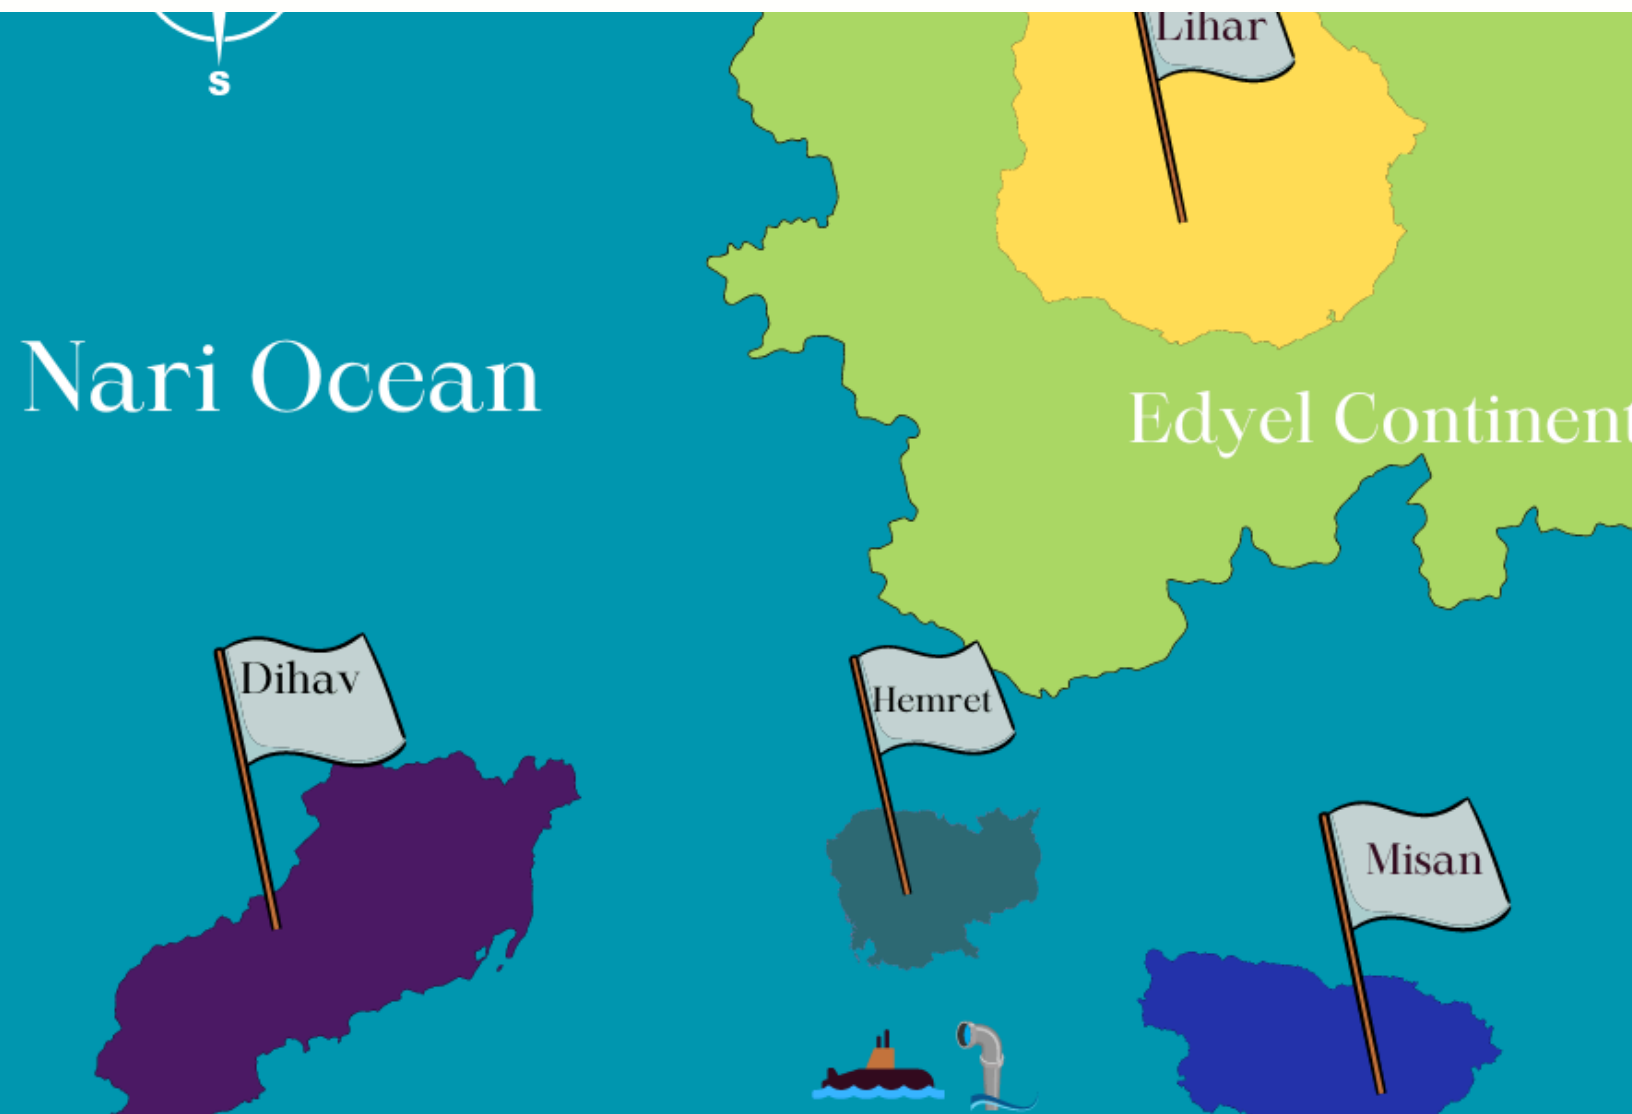 Lihar
S
Nari Ocean
Edyel Continent
Dihav
Hemret
Misan